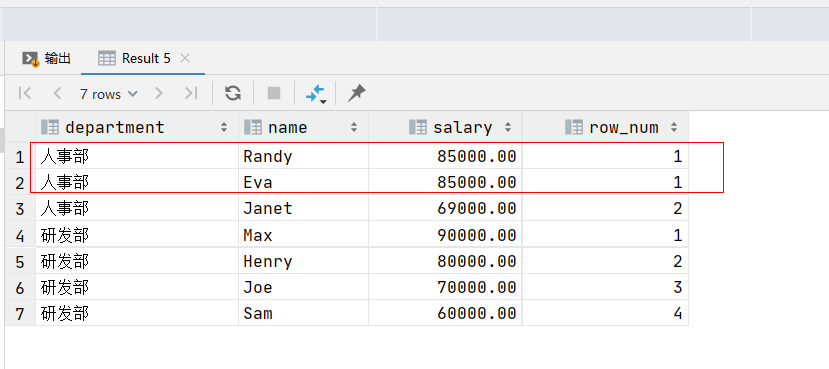 输出 Result 5
7 rows
department name salary row_num
1 人事部 Randy 85000.00 1
2 人事部 Eva 85000.00 1
3 人事部 Janet 69000.00 2
4 研发部 Max 90000.00 1
5 研发部 Henry 80000.00 2
6 研发部 Joe 70000.00 3
7 研发部 Sam 60000.00 4